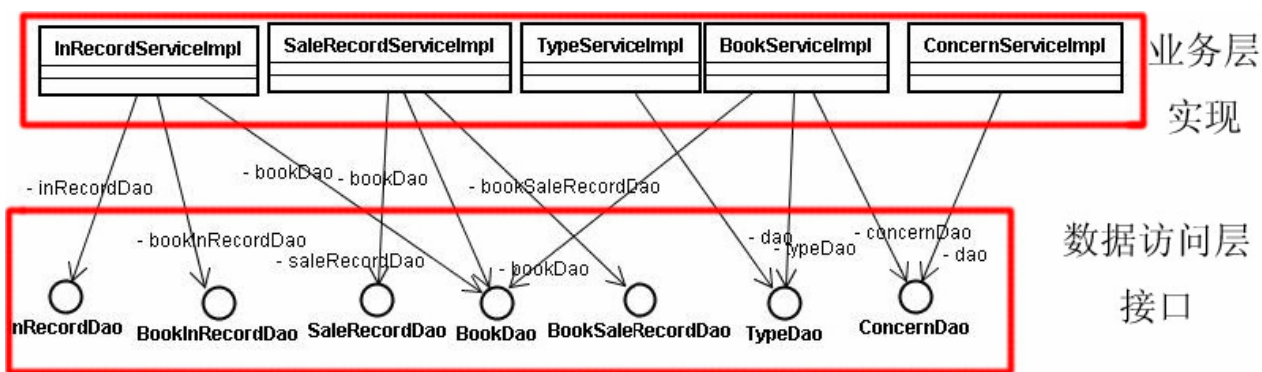 InRecordServiceImpl
SaleRecordServiceImpl
TypeServiceImpl
BookServiceImpl
ConcernServiceImpl
业务层
实现
- inRecordDao
- bookDao
- bookDao
- bookSaleRecordDao
- bookInRecordDao
- saleRecordDao
- bookDao
- dao
- typeDao
- concernDao
- dao
数据访问层
接口
nRecordDao
BookInRecordDao
SaleRecordDao
BookDao
BookSaleRecordDao
TypeDao
ConcernDao